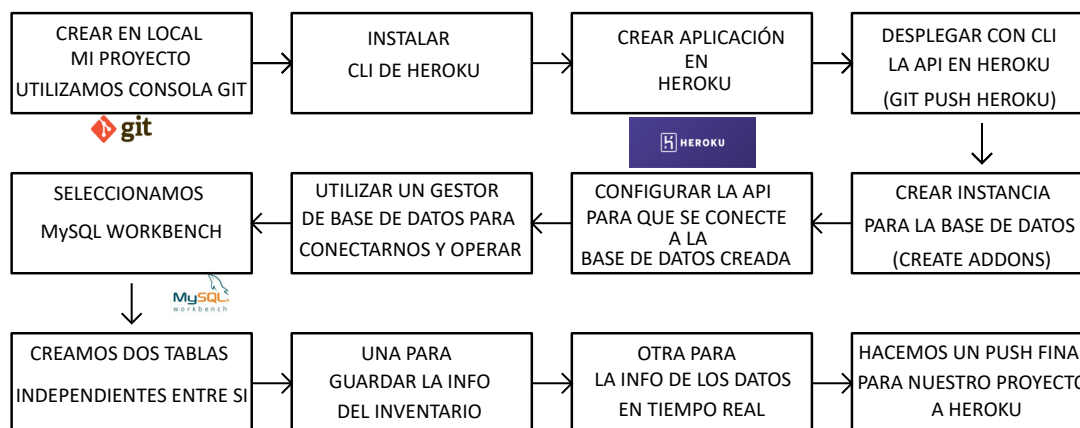 CREAR EN LOCAL
MI PROYECTO
UTILIZAMOS CONSOLA GIT
git
INSTALAR
CLI DE HEROKU
CREAR APLICACIÓN
EN
HEROKU
HEROKU
DESPLEGAR CON CLI
LA API EN HEROKU
(GIT PUSH HEROKU)
CREAR INSTANCIA
PARA LA BASE DE DATOS
(CREATE ADDONS)
CONFIGURAR LA API
PARA QUE SE CONECTE
A LA
BASE DE DATOS CREADA
UTILIZAR UN GESTOR
DE BASE DE DATOS PARA
CONECTARNOS Y OPERAR
SELECCIONAMOS
MySQL WORKBENCH
MySQL
workbench
CREAMOS DOS TABLAS
INDEPENDIENTES ENTRE SI
UNA PARA
GUARDAR LA INFO
DEL INVENTARIO
OTRA PARA
LA INFO DE LOS DATOS
EN TIEMPO REAL
HACEMOS UN PUSH FINAL
PARA NUESTRO PROYECTO
A HEROKU